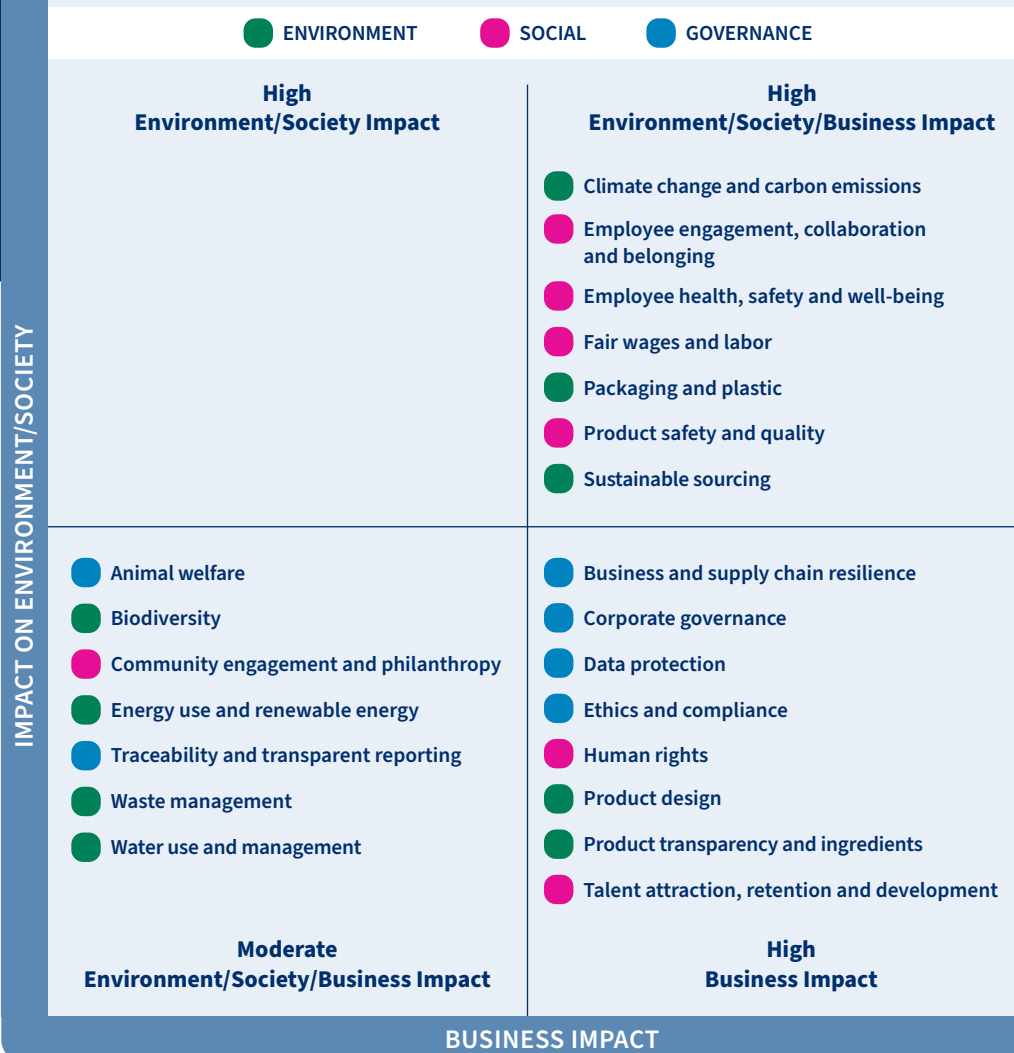 ENVIRONMENT
SOCIAL
GOVERNANCE
High
Environment/Society Impact
High
Environment/Society/Business Impact
Climate change and carbon emissions
Employee engagement, collaboration
and belonging
Employee health, safety and well-being
Fair wages and labor
Packaging and plastic
Product safety and quality
Sustainable sourcing
IMPACT ON ENVIRONMENT/SOCIETY
Animal welfare
Biodiversity
Community engagement and philanthropy
Energy use and renewable energy
Traceability and transparent reporting
Waste management
Water use and management
Moderate
Environment/Society/Business Impact
Business and supply chain resilience
Corporate governance
Data protection
Ethics and compliance
Human rights
Product design
Product transparency and ingredients
Talent attraction, retention and development
High
Business Impact
BUSINESS IMPACT